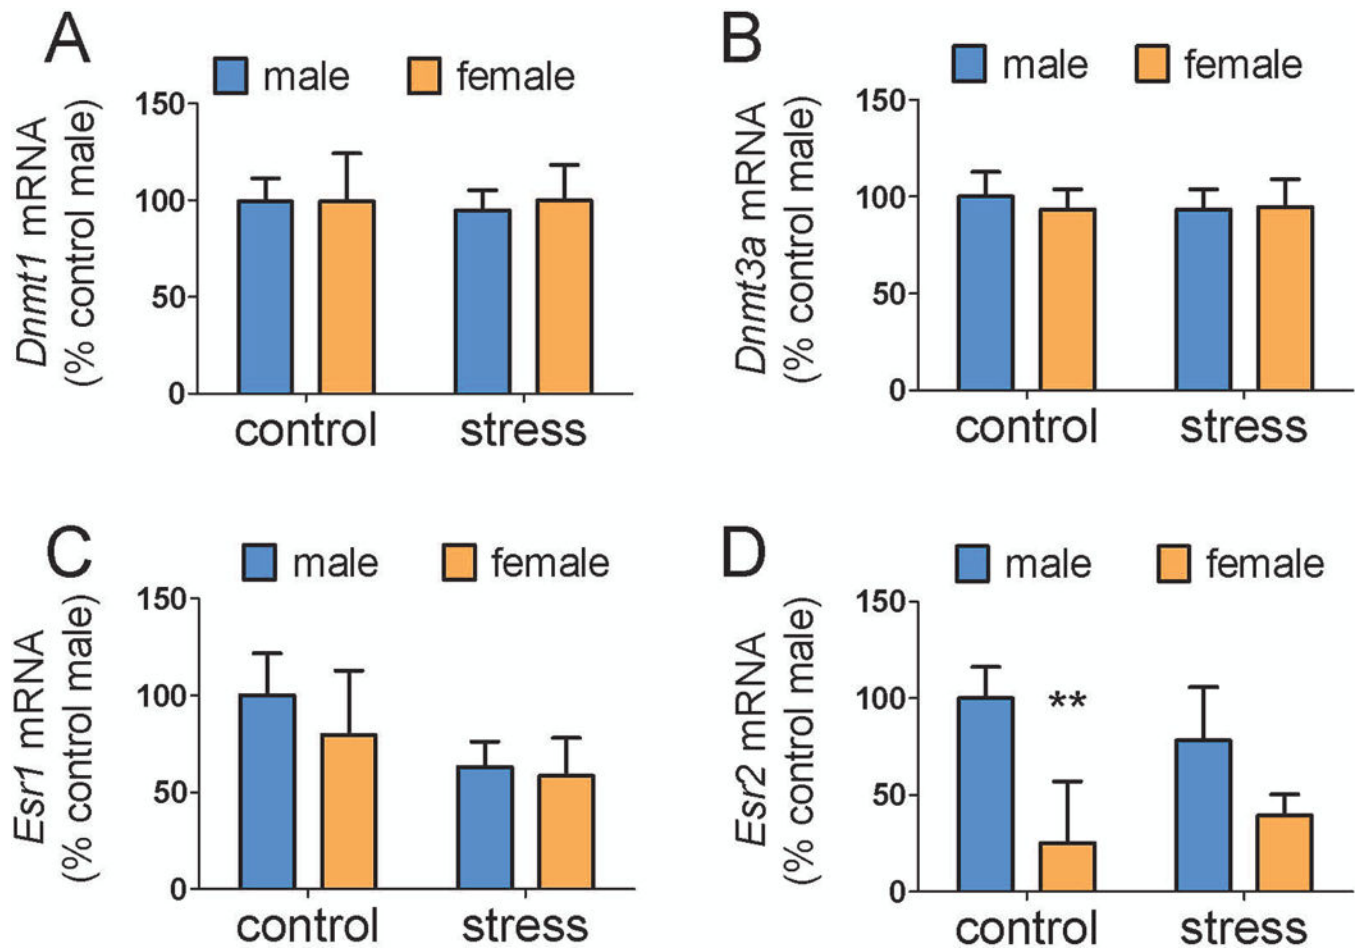 A
male female
Dnmt1 mRNA
(% control male)
150
100
50
0
control stress
B
male female
Dnmt3a mRNA
(% control male)
150
100
50
0
control stress
C
male female
Esr1 mRNA
(% control male)
150
100
50
0
control stress
D
male female
Esr2 mRNA
(% control male)
150
100
50
0
**
control stress